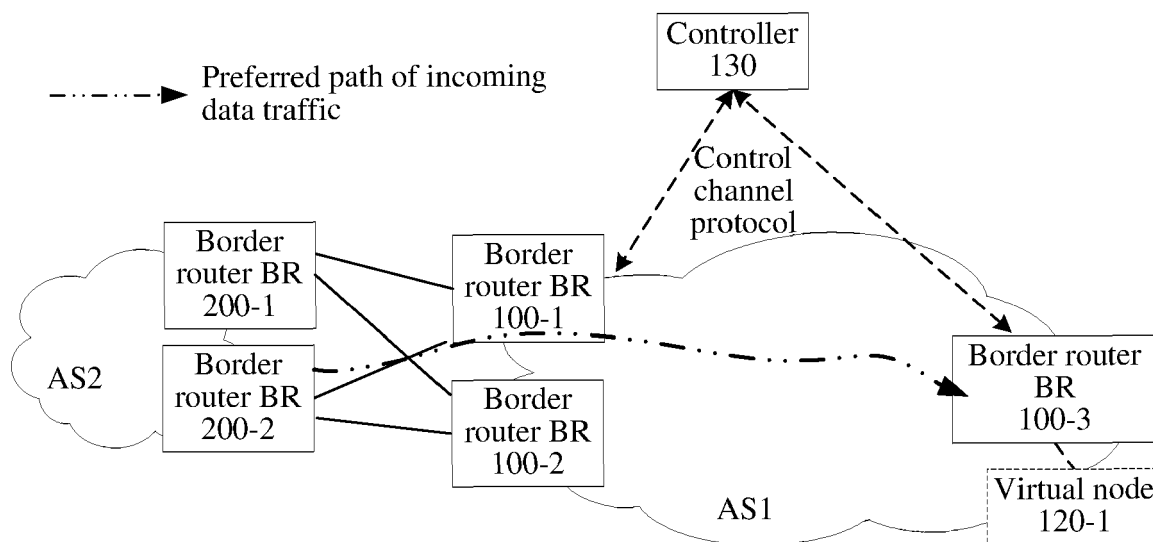 Controller
130
Preferred path of incoming
data traffic
Control
channel
protocol
Border
router BR
200-1
Border
router BR
100-1
Border
router BR
200-2
AS2
Border router
BR
100-3
Border
router BR
100-2
AS1
Virtual node
120-1